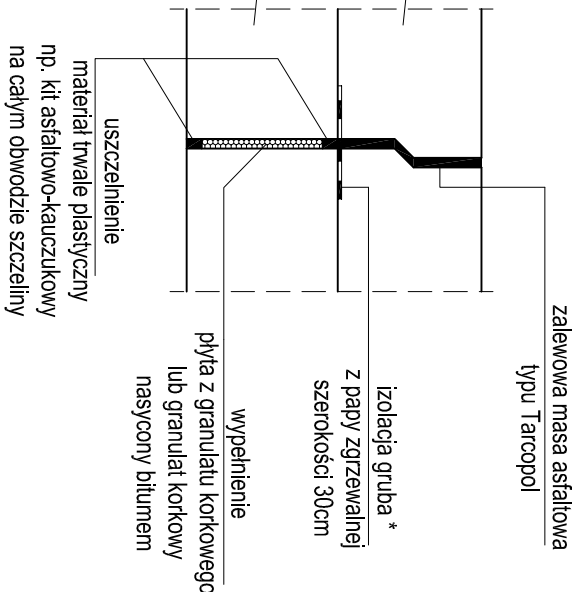 zalewowa masa asfaltowa
typu Tarcopol
izolacja gruba *
z papy zgrzewalnej
szerokości 30cm
wypełnienie
płyta z granulatu korkowego
lub granulat korkowy
nasycony bitumem
uszczelnienie
materiał trwale plastyczny
np. kit asfaltowo-kauczukowy
na całym obwodzie szczeliny